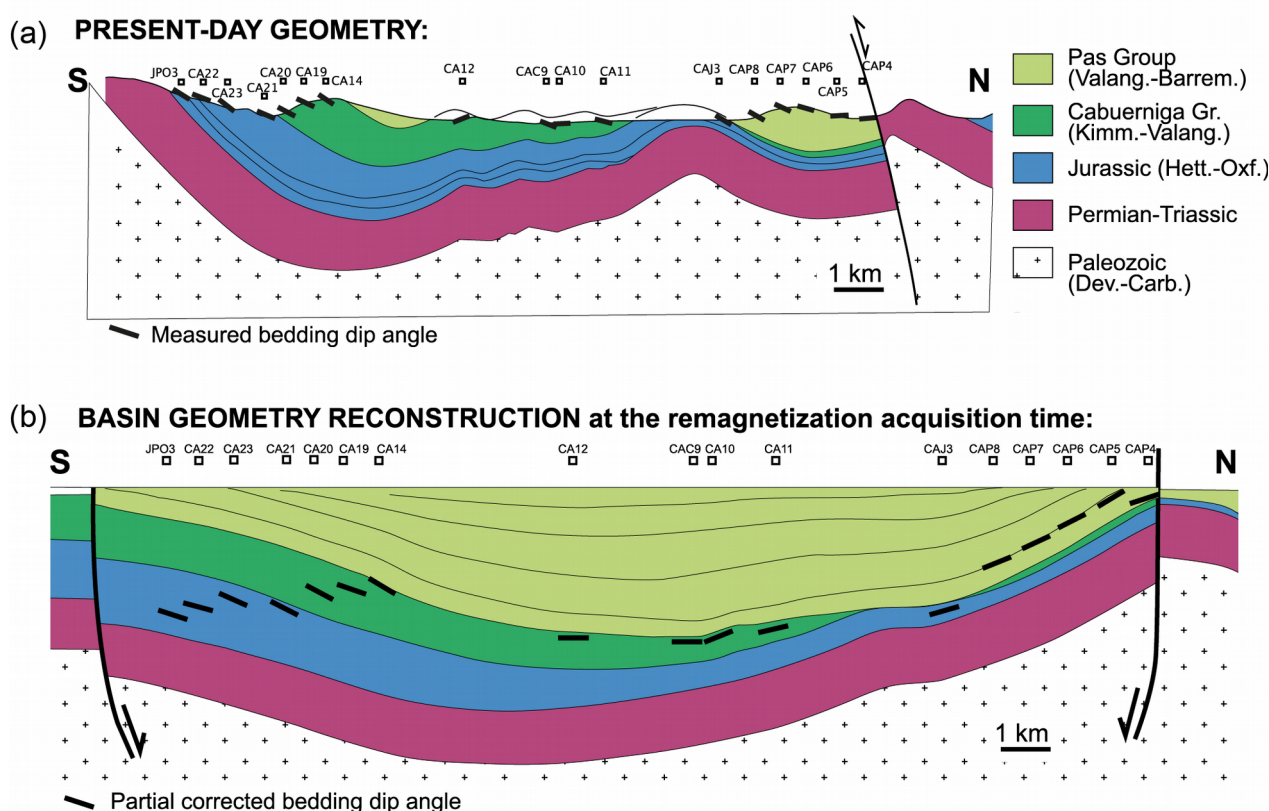 (a) PRESENT-DAY GEOMETRY:
S
N
JPO3
CA22
CA23
CA21
CA20
CA19
CA14
CA12
CAC9
CA10
CA11
CAJ3
CAP8
CAP7
CAP6
CAP5
CAP4
1 km
Measured bedding dip angle
Pas Group
(Valang.-Barrem.)
Cabuerniga Gr.
(Kimm.-Valang.)
Jurassic (Hett.-Oxf.)
Permian-Triassic
Paleozoic
(Dev.-Carb.)
(b) BASIN GEOMETRY RECONSTRUCTION at the remagnetization acquisition time:
S
N
JPO3
CA22
CA23
CA21
CA20
CA19
CA14
CA12
CAC9
CA10
CA11
CAJ3
CAP8
CAP7
CAP6
CAP5
CAP4
1 km
Partial corrected bedding dip angle